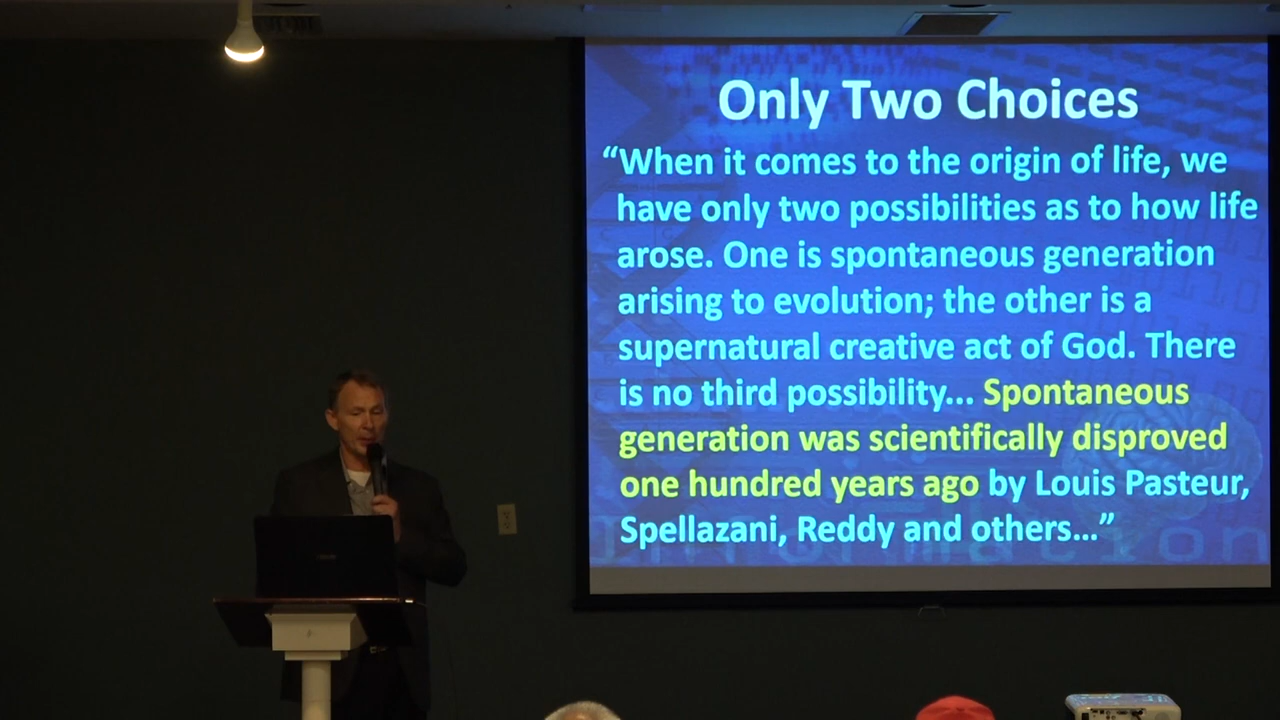 Only Two Choices
“When it comes to the origin of life, we
have only two possibilities as to how life
arose. One is spontaneous generation
arising to evolution; the other is a
supernatural creative act of God. There
is no third possibility... Spontaneous
generation was scientifically disproved
one hundred years ago by Louis Pasteur,
Spellazani, Reddy and others...”
Information